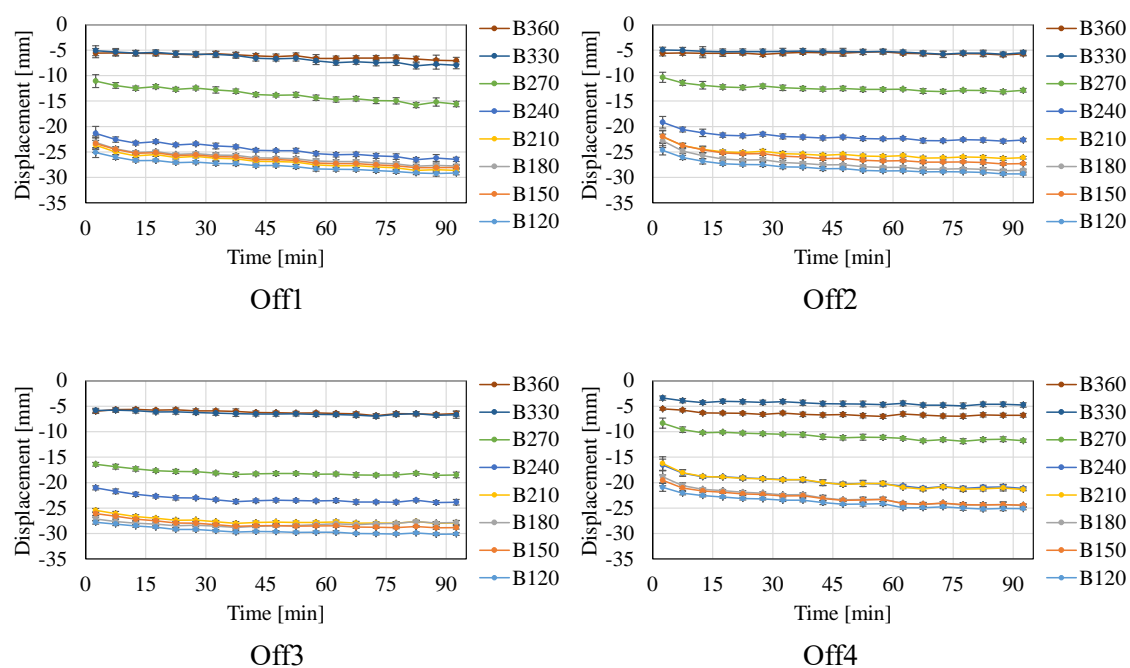 0
-5
-10
-15
-20
-25
-30
-35
Displacement [mm]
0 15 30 45 60 75 90
Time [min]
B360
B330
B270
B240
B210
B180
B150
B120
Off1
0
-5
-10
-15
-20
-25
-30
-35
Displacement [mm]
0 15 30 45 60 75 90
Time [min]
B360
B330
B270
B240
B210
B180
B150
B120
Off2
0
-5
-10
-15
-20
-25
-30
-35
Displacement [mm]
0 15 30 45 60 75 90
Time [min]
B360
B330
B270
B240
B210
B180
B150
B120
Off3
0
-5
-10
-15
-20
-25
-30
-35
Displacement [mm]
0 15 30 45 60 75 90
Time [min]
B360
B330
B270
B240
B210
B180
B150
B120
Off4